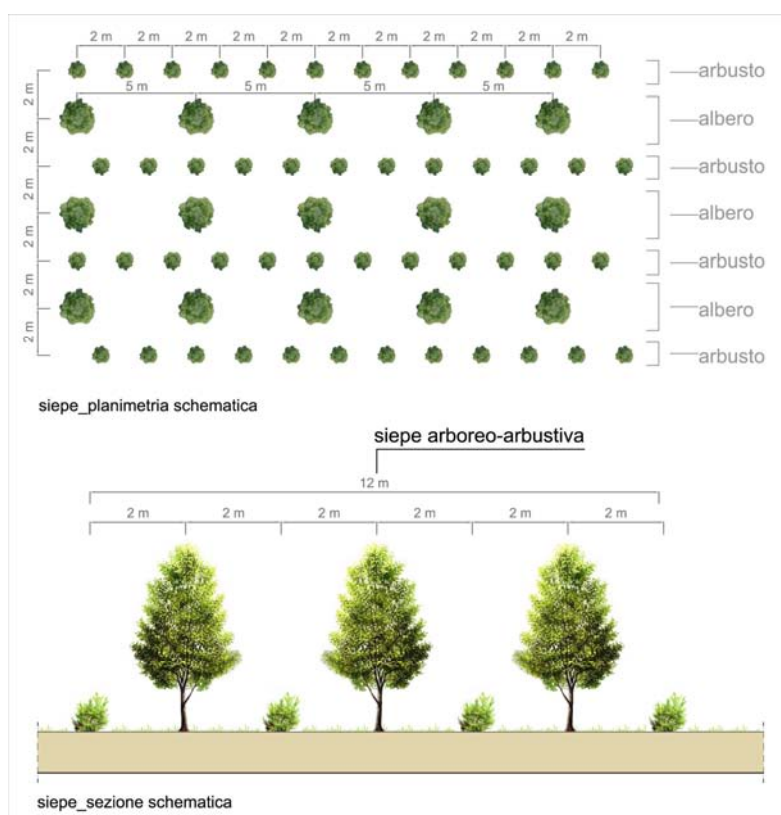 2 m 2 m 2 m 2 m 2 m 2 m 2 m 2 m 2 m 2 m 2 m
arbusto
2 m
5 m 5 m 5 m 5 m
albero
2 m
arbusto
2 m
albero
2 m
arbusto
2 m
albero
2 m
arbusto
siepe_planimetria schematica
siepe arboreo-arbustiva
12 m
2 m 2 m 2 m 2 m 2 m 2 m
siepe_sezione schematica